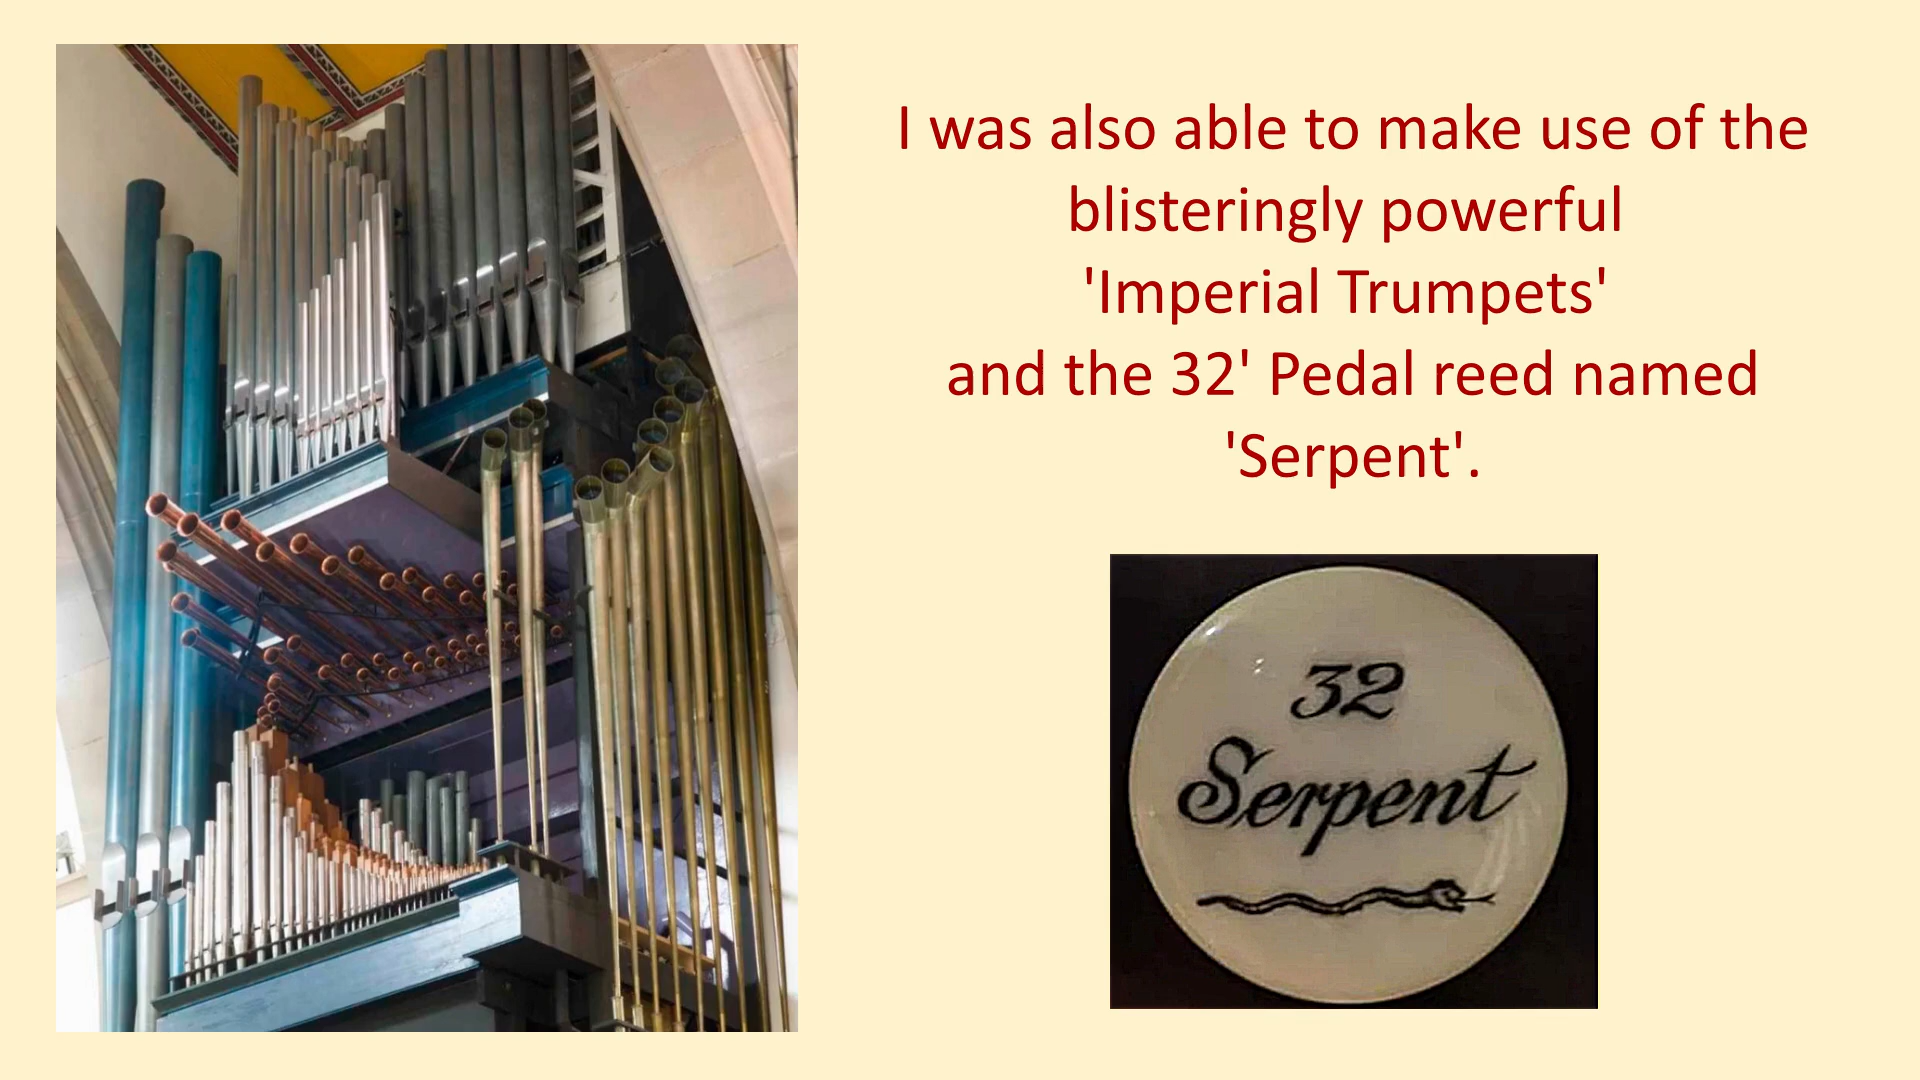 I was also able to make use of the
blisteringly powerful
'Imperial Trumpets'
and the 32' Pedal reed named
'Serpent'.
32
Serpent